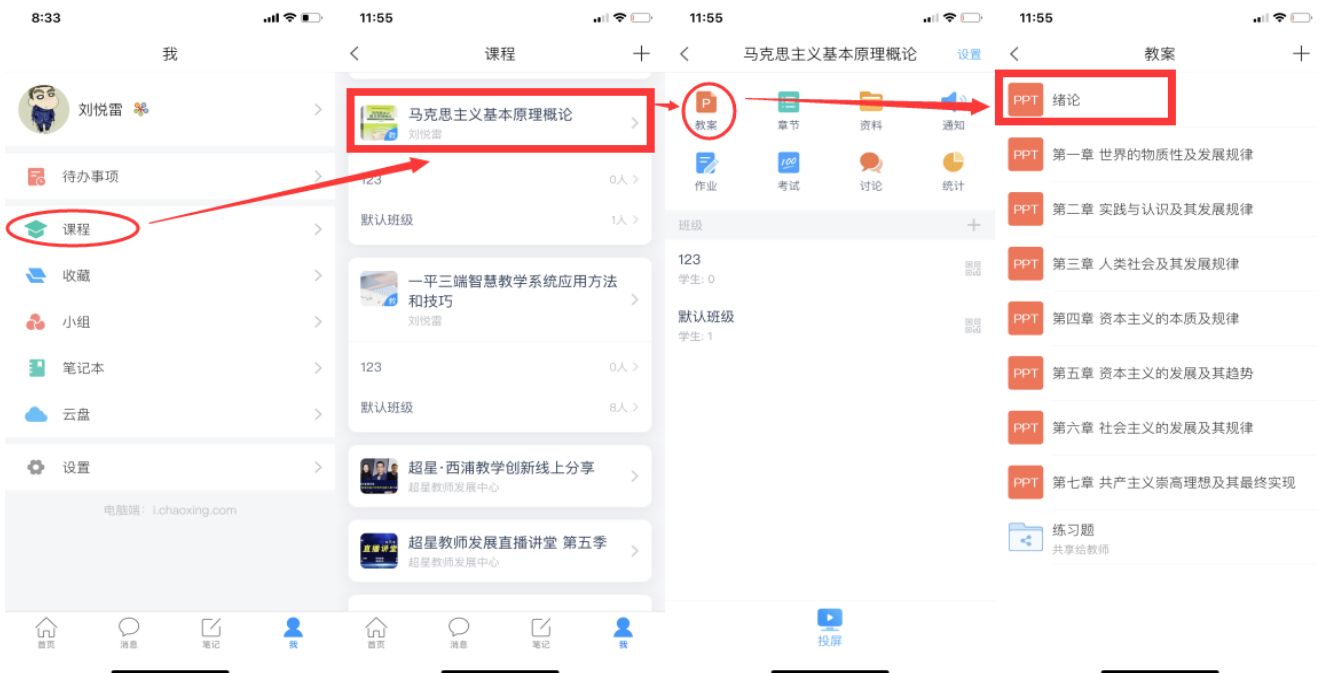 8:33
我
刘悦雷
待办事项
课程
收藏
小组
笔记本
云盘
设置
电脑端：i.chaoxing.com
首页
消息
笔记
我
11:55
课程
马克思主义基本原理概论
刘悦雷
123
0人
默认班级
1人
一平三端智慧教学系统应用方法
和技巧
刘悦雷
123
0人
默认班级
8人
超星·西浦教学创新线上分享
超星教师发展中心
直播讲堂
超星教师发展直播讲堂 第五季
超星教师发展中心
首页
消息
笔记
我
11:55
马克思主义基本原理概论
设置
P
教案
章节
资料
通知
100
作业
考试
讨论
统计
班级
123
学生: 0
默认班级
学生: 1
投屏
11:55
教案
PPT 绪论
PPT 第一章 世界的物质性及发展规律
PPT 第二章 实践与认识及其发展规律
PPT 第三章 人类社会及其发展规律
PPT 第四章 资本主义的本质及规律
PPT 第五章 资本主义的发展及其趋势
PPT 第六章 社会主义的发展及其规律
PPT 第七章 共产主义崇高理想及其最终实现
练习题
共享给教师